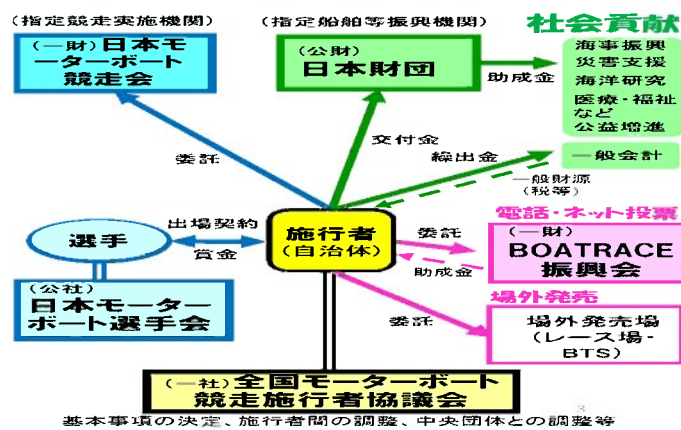 (指定競走実施機関)
(一財)日本モ
ーターボート
競走会
(指定船舶等振興機関)
(公財)
日本財団
助成金
社会貢献
海事振興
災害支援
海洋研究
医療・福祉
など
公益増進
委託
交付金
繰出金
一般会計
一般財源
(税等)
選手
出場契約
賞金
施行者
(自治体)
委託
助成金
電話・ネット投票
(一財)
BOATRACE
振興会
(公社)
日本モーター
ボート選手会
委託
場外発売
場外発売場
(レース場・
BTS)
(一社)全国モーターボート
競走施行者協議会
3
基本事項の決定、施行者間の調整、中央団体との調整等